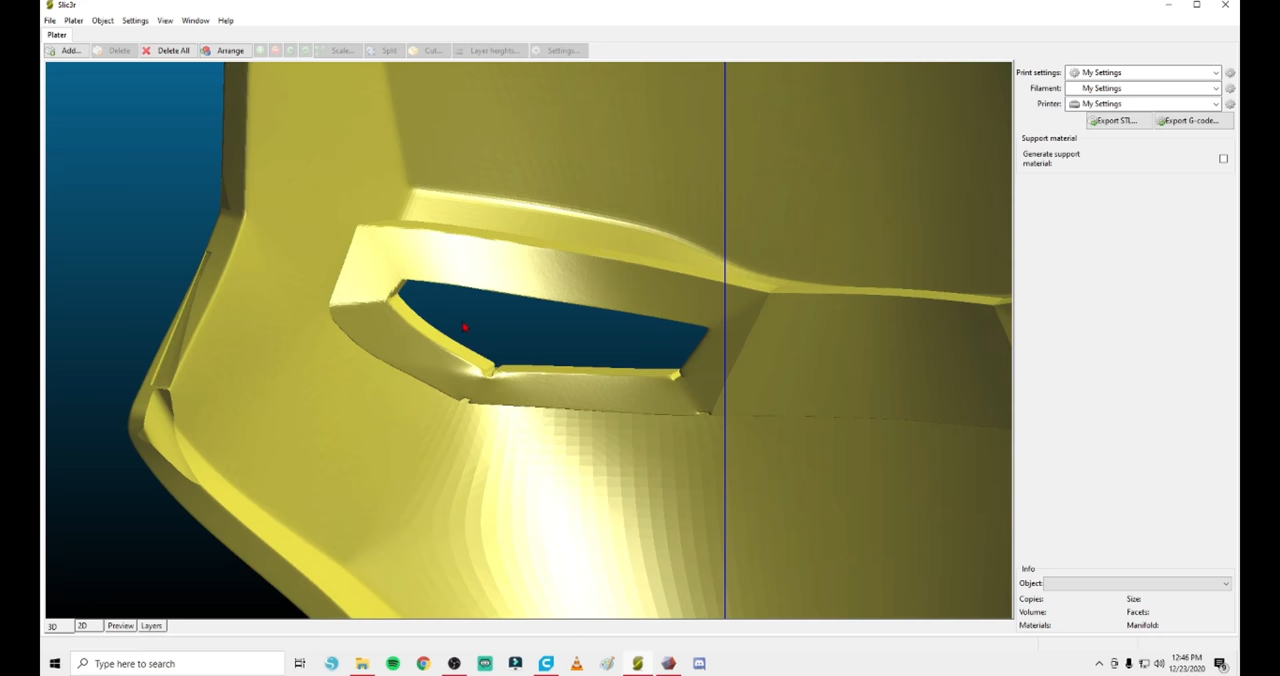 Slic3r
File Plater Object Settings View Window Help
Plater
Add... Delete Delete All Arrange Scale... Split Cut... Layer heights... Settings...
Print settings: My Settings
Filament: My Settings
Printer: My Settings
Export STL... Export G-code...
Support material
Generate support
material:
Info
Object:
Copies: Size:
Volume: Facets:
Materials: Manifold:
3D 2D Preview Layers
Type here to search
12:46 PM
12/23/2020